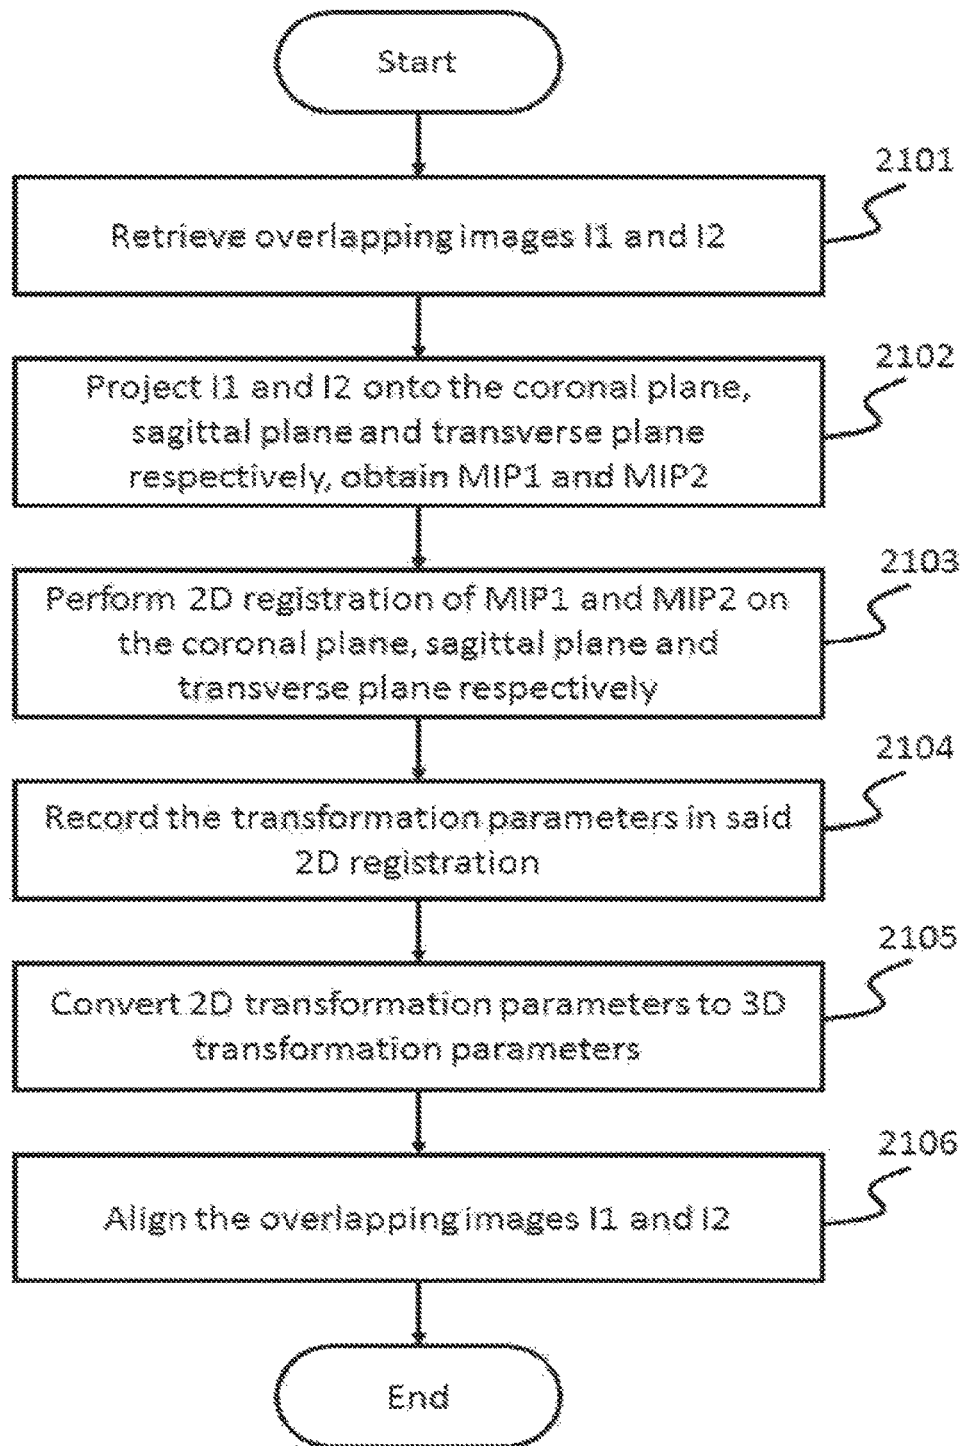 Start
2101
Retrieve overlapping images I1 and I2
2102
Project I1 and I2 onto the coronal plane,
sagittal plane and transverse plane
respectively, obtain MIP1 and MIP2
2103
Perform 2D registration of MIP1 and MIP2 on
the coronal plane, sagittal plane and
transverse plane respectively
2104
Record the transformation parameters in said
2D registration
2105
Convert 2D transformation parameters to 3D
transformation parameters
2106
Align the overlapping images I1 and I2
End